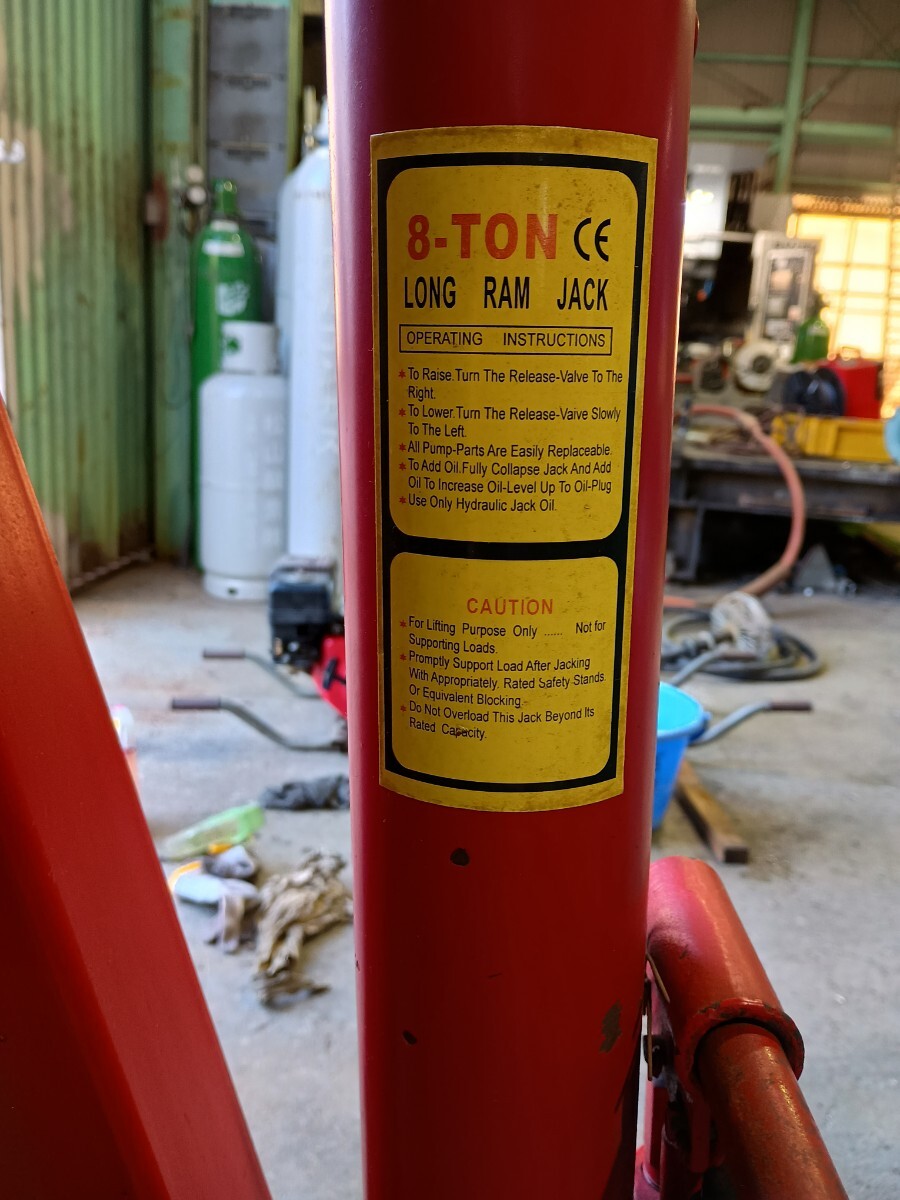 8-TON CE
LONG RAM JACK
OPERATING INSTRUCTIONS
* To Raise.Turn The Release-Valve To The
Right.
* To Lower.Turn The Release-Vaive Slowly
To The Left.
* All Pump-Parts Are Easily Replaceable.
* To Add Oil.Fully Collapse Jack And Add
Oil To Increase Oil-Level Up To Oil-Plug
* Use Only Hydraulic Jack Oil.
CAUTION
* For Lifting Purpose Only ...... Not for
Supporting Loads.
* Promptly Support Load After Jacking
With Appropriately. Rated Safety Stands.
Or Equivalent Blocking.
* Do Not Overload This Jack Beyond Its
Rated Capacity.